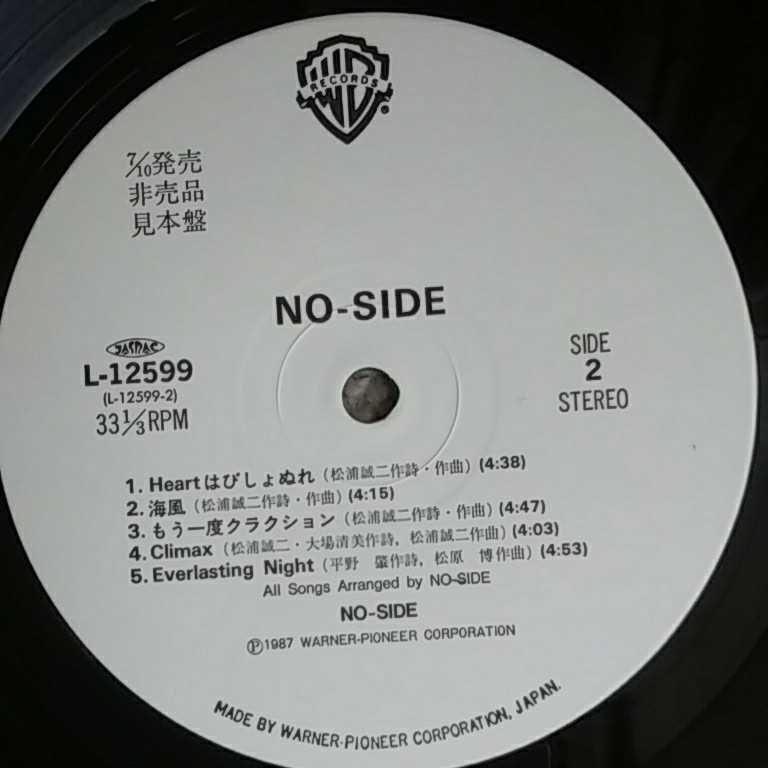 WB
RECORDS
®
7/10発売
非売品
見本盤
NO-SIDE
JASRAC
L-12599
(L-12599-2)
33 1/3 RPM
SIDE
2
STEREO
1. Heartはびしょぬれ (松浦誠二作詩・作曲) (4:38)
2. 海風 (松浦誠二作詩・作曲) (4:15)
3. もう一度クラクション (松浦誠二作詩・作曲) (4:47)
4. Climax (松浦誠二・大場清美作詩, 松浦誠二作曲) (4:03)
5. Everlasting Night (平野 肇作詩, 松原 博作曲) (4:53)
All Songs Arranged by NO-SIDE
NO-SIDE
Ⓟ1987 WARNER-PIONEER CORPORATION
MADE BY WARNER-PIONEER CORPORATION, JAPAN.